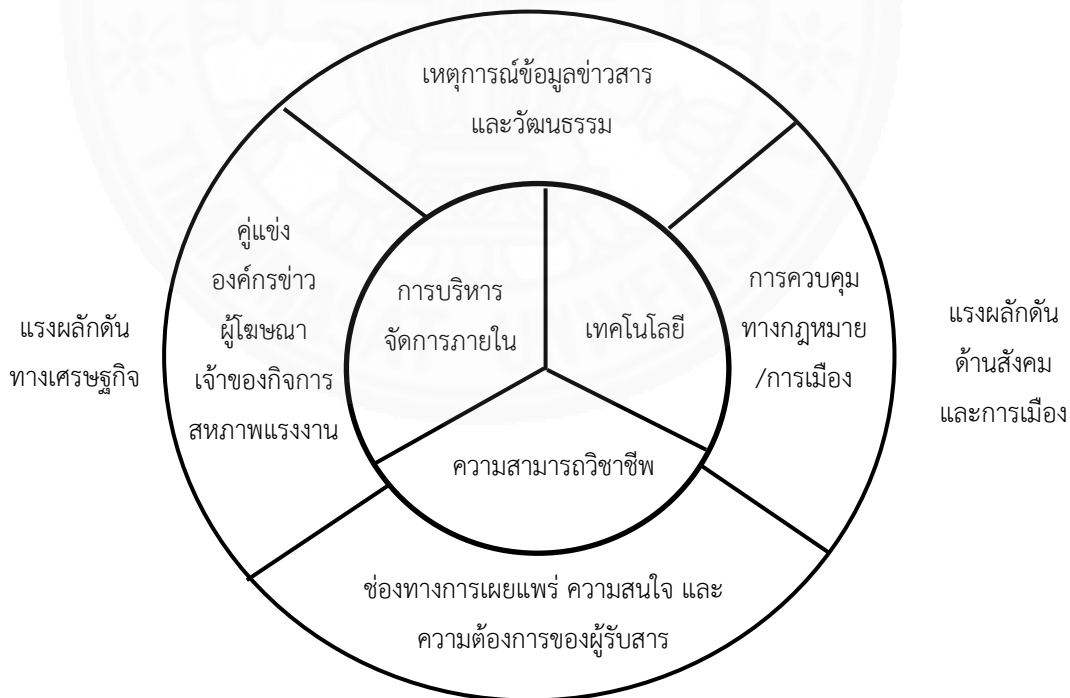 เหตุการณ์ข้อมูลข่าวสาร
และวัฒนธรรม
แรงผลักดัน
ทางเศรษฐกิจ
คู่แข่ง
องค์กรข่าว
ผู้โฆษณา
เจ้าของกิจการ
สหภาพแรงงาน
การบริหาร
จัดการภายใน
เทคโนโลยี
ความสามารถวิชาชีพ
การควบคุม
ทางกฎหมาย
/การเมือง
แรงผลักดัน
ด้านสังคม
และการเมือง
ช่องทางการเผยแพร่ ความสนใจ และ
ความต้องการของผู้รับสาร